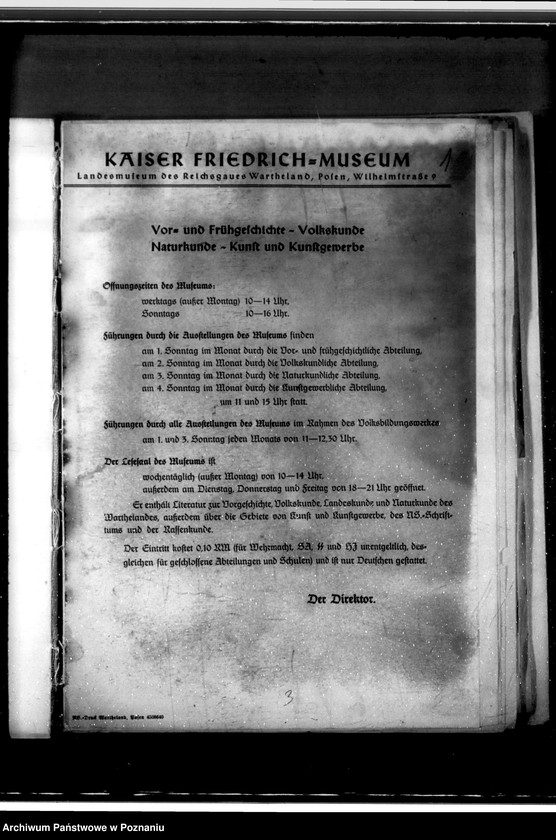 1
KAISER FRIEDRICH=MUSEUM
Landesmuseum des Reichsgaues Wartheland, Posen, Wilhelmstraße 9
Vor= und Frühgeschichte – Volkskunde
Naturkunde – Kunst und Kunstgewerbe
Öffnungszeiten des Museums:
werktags (außer Montag) 10—14 Uhr,
Sonntags 10—16 Uhr.
Führungen durch die Ausstellungen des Museums finden
am 1. Sonntag im Monat durch die Vor- und frühgeschichtliche Abteilung,
am 2. Sonntag im Monat durch die Volkskundliche Abteilung,
am 3. Sonntag im Monat durch die Naturkundliche Abteilung,
am 4. Sonntag im Monat durch die Kunstgewerbliche Abteilung,
um 11 und 15 Uhr statt.
Führungen durch alle Ausstellungen des Museums im Rahmen des Volksbildungswerkes
am 1. und 3. Sonntag jeden Monats von 11—12.30 Uhr.
Der Lesesaal des Museums ist
wochentäglich (außer Montag) von 10—14 Uhr,
außerdem am Dienstag, Donnerstag und Freitag von 18—21 Uhr geöffnet.
Er enthält Literatur zur Vorgeschichte, Volkskunde, Landeskunde und Naturkunde des
Warthelandes, außerdem über die Gebiete von Kunst und Kunstgewerbe, des NS.-Schrift-
tums und der Rassenkunde.
Der Eintritt kostet 0,10 RM (für Wehrmacht, SA, SS und HJ unentgeltlich, des-
gleichen für geschlossene Abteilungen und Schulen) und ist nur Deutschen gestattet.
Der Direktor.
3
NS.-Druck Wartheland, Posen
Archiwum Państwowe w Poznaniu